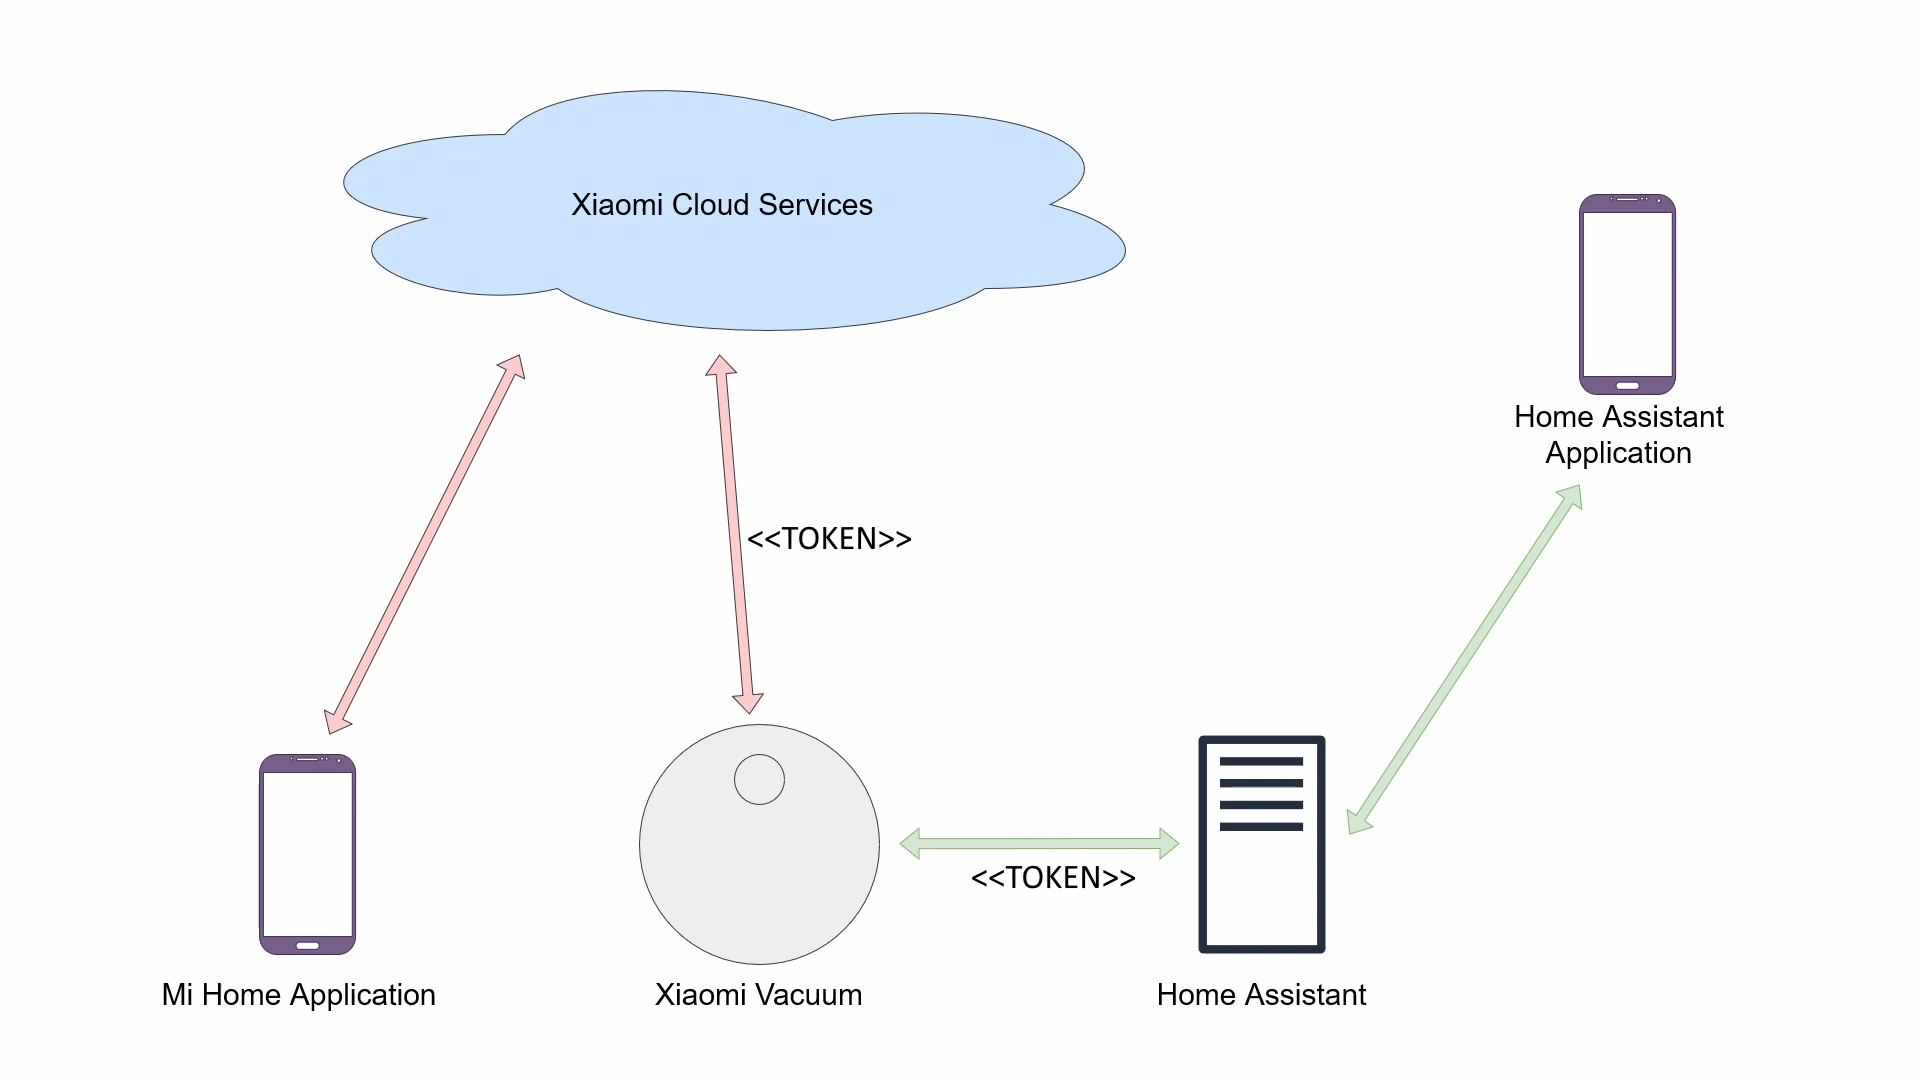 Xiaomi Cloud Services
Home Assistant
Application
<<TOKEN>>
<<TOKEN>>
Mi Home Application
Xiaomi Vacuum
Home Assistant